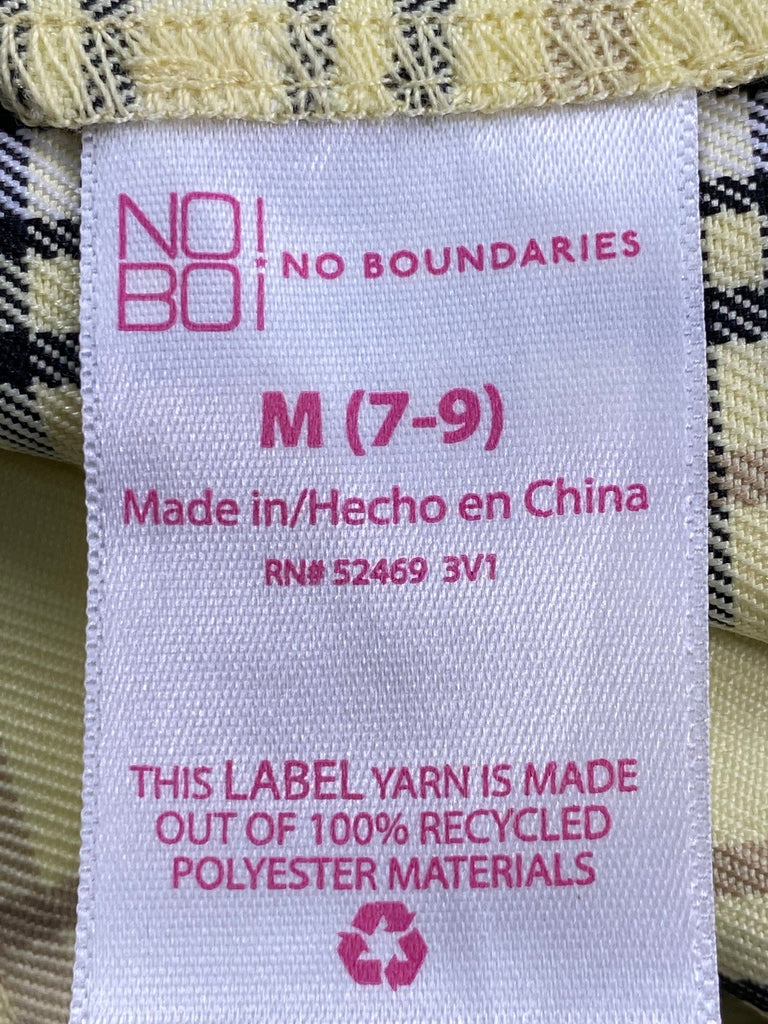 NO
BO
NO BOUNDARIES
M (7-9)
Made in/Hecho en China
RN# 52469 3V1
THIS LABEL YARN IS MADE
OUT OF 100% RECYCLED
POLYESTER MATERIALS